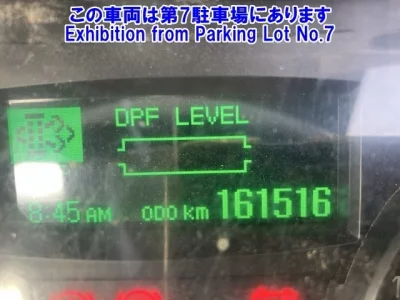 この車両は第7駐車場にあります
Exhibition from Parking Lot No.7
DPF LEVEL
8:45 AM ODO km 161516